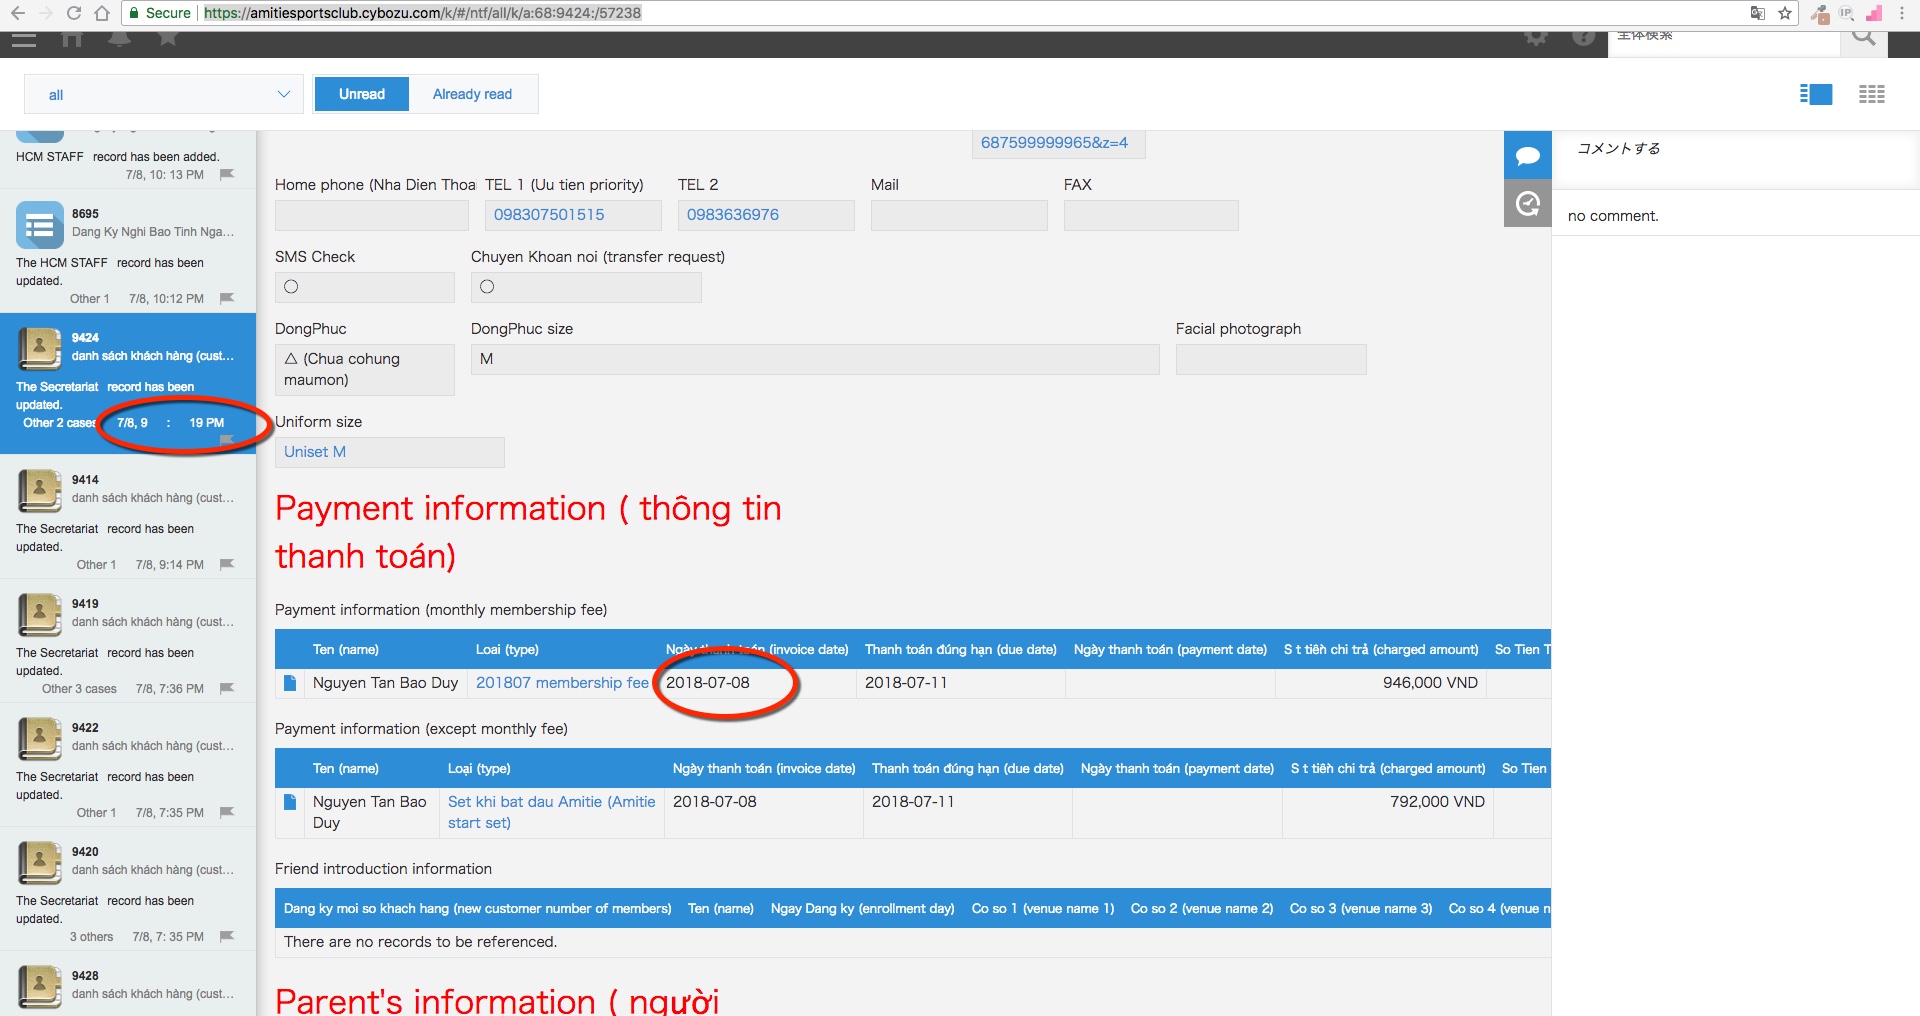 Secure https://amitiesportsclub.cybozu.com/k/#/ntf/all/k/a:68:9424:/57238
全体検索
all
Unread Already read
HCM STAFF record has been added.
7/8, 10: 13 PM
8695
Dang Ky Nghi Bao Tinh Nga...
The HCM STAFF record has been
updated.
Other 1 7/8, 10:12 PM
9424
danh sách khách hàng (cust...
The Secretariat record has been
updated.
Other 2 cases 7/8, 9 : 19 PM
9414
danh sách khách hàng (cust...
The Secretariat record has been
updated.
Other 1 7/8, 9:14 PM
9419
danh sách khách hàng (cust...
The Secretariat record has been
updated.
Other 3 cases 7/8, 7:36 PM
9422
danh sách khách hàng (cust...
The Secretariat record has been
updated.
Other 1 7/8, 7:35 PM
9420
danh sách khách hàng (cust...
The Secretariat record has been
updated.
3 others 7/8, 7: 35 PM
9428
danh sách khách hàng (cust...
687599999965&z=4
Home phone (Nha Dien Thoa TEL 1 (Uu tien priority) TEL 2 Mail FAX
098307501515 0983636976
SMS Check Chuyen Khoan noi (transfer request)
○ ○
DongPhuc DongPhuc size Facial photograph
△ (Chua cohung M
maumon)
Uniform size
Uniset M
Payment information ( thông tin
thanh toán)
Payment information (monthly membership fee)
Ten (name) Loai (type) Ngày thanh toán (invoice date) Thanh toán đúng hạn (due date) Ngày thanh toán (payment date) S t tiền chi trả (charged amount) So Tien T
Nguyen Tan Bao Duy 201807 membership fee 2018-07-08 2018-07-11 946,000 VND
Payment information (except monthly fee)
Ten (name) Loại (type) Ngày thanh toán (invoice date) Thanh toán đúng hạn (due date) Ngày thanh toán (payment date) S t tiền chi trả (charged amount) So Tien
Nguyen Tan Bao Set khi bat dau Amitie (Amitie 2018-07-08 2018-07-11 792,000 VND
Duy start set)
Friend introduction information
Dang ky moi so khach hang (new customer number of members) Ten (name) Ngay Dang ky (enrollment day) Co so 1 (venue name 1) Co so 2 (venue name 2) Co so 3 (venue name 3) Co so 4 (venue n
There are no records to be referenced.
Parent's information ( người
コメントする
no comment.